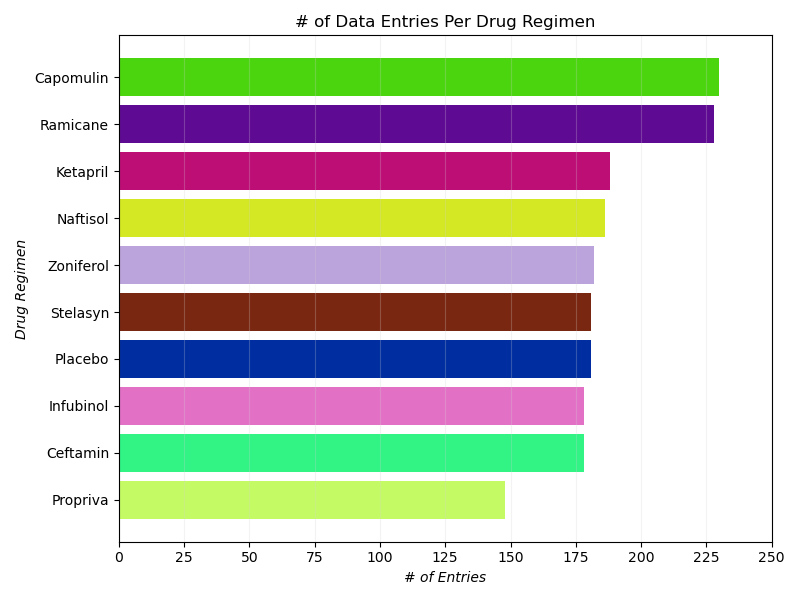 # of Data Entries Per Drug Regimen
Drug Regimen
Capomulin
Ramicane
Ketapril
Naftisol
Zoniferol
Stelasyn
Placebo
Infubinol
Ceftamin
Propriva
0 25 50 75 100 125 150 175 200 225 250
# of Entries